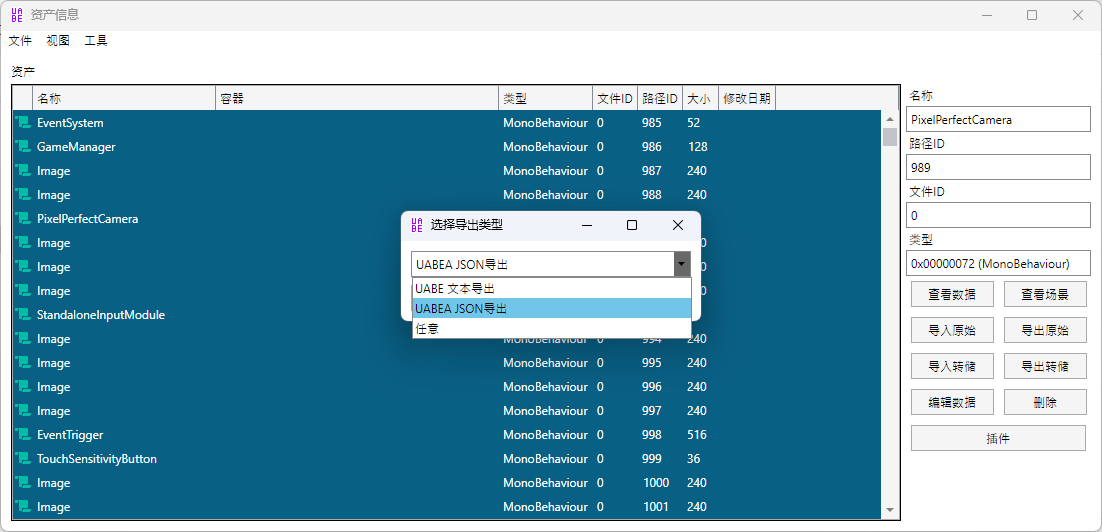 UABE 资产信息
文件 视图 工具
资产
名称 容器 类型 文件ID 路径ID 大小 修改日期
EventSystem MonoBehaviour 0 985 52
GameManager MonoBehaviour 0 986 128
Image MonoBehaviour 0 987 240
Image MonoBehaviour 0 988 240
PixelPerfectCamera
Image
Image
Image
StandaloneInputModule
Image MonoBehaviour 0 994 240
Image MonoBehaviour 0 995 240
Image MonoBehaviour 0 996 240
Image MonoBehaviour 0 997 240
EventTrigger MonoBehaviour 0 998 516
TouchSensitivityButton MonoBehaviour 0 999 36
Image MonoBehaviour 0 1000 240
Image MonoBehaviour 0 1001 240
UABE 选择导出类型
UABEA JSON导出
UABE 文本导出
UABEA JSON导出
任意
名称
PixelPerfectCamera
路径ID
989
文件ID
0
类型
0x00000072 (MonoBehaviour)
查看数据 查看场景
导入原始 导出原始
导入转储 导出转储
编辑数据 删除
插件